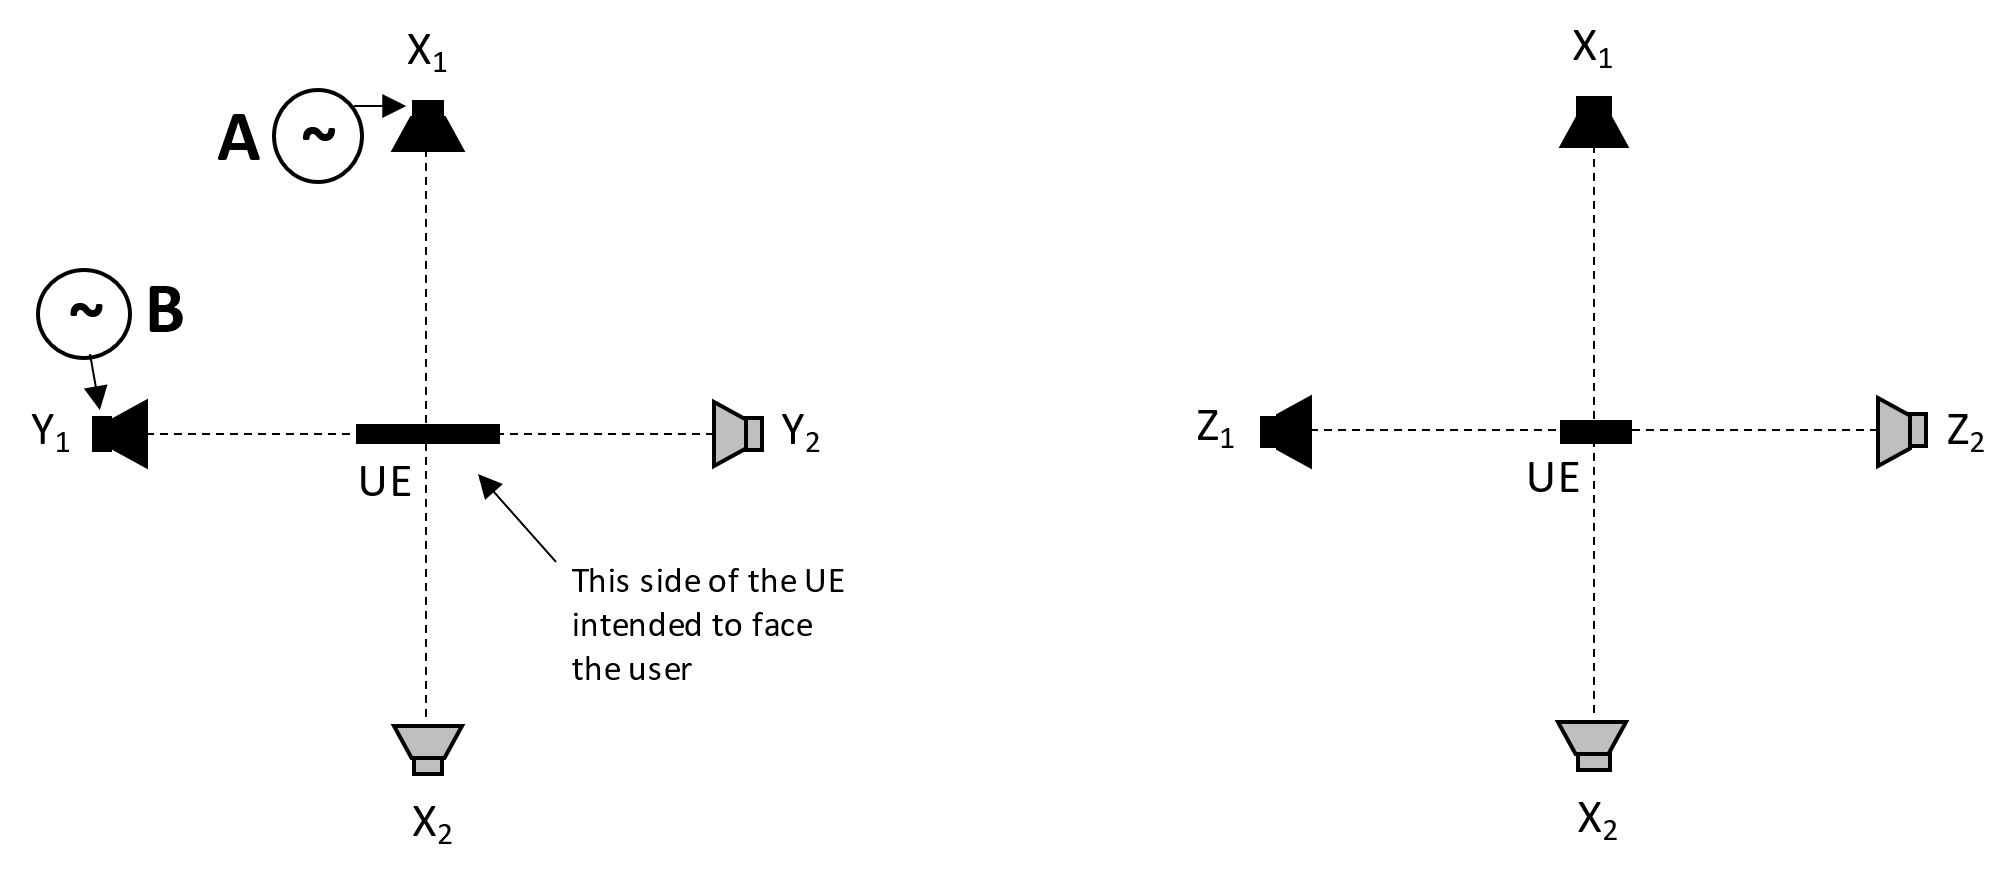 X₁
A
~
~
B
Y₁
Y₂
UE
This side of the UE
intended to face
the user
X₂
X₁
Z₁
Z₂
UE
X₂